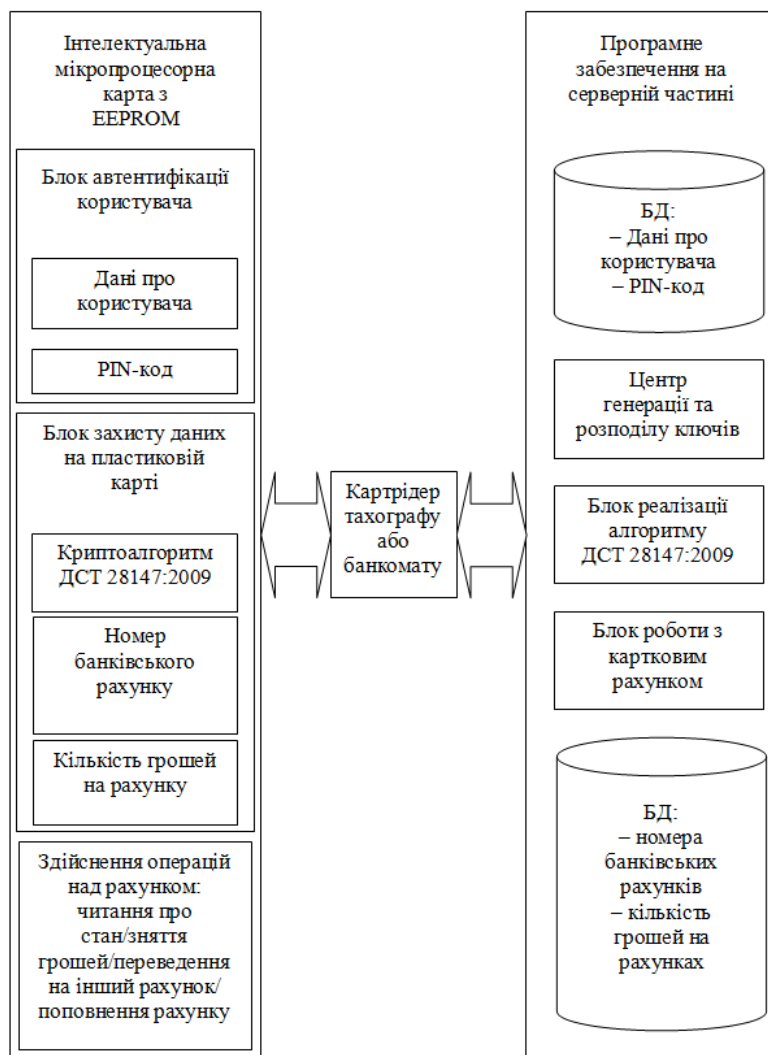 Інтелектуальна
мікропроцесорна
карта з
EEPROM
Блок автентифікації
користувача
Дані про
користувача
PIN-код
Блок захисту даних
на пластиковій
карті
Криптоалгоритм
ДСТ 28147:2009
Номер
банківського
рахунку
Кількість грошей
на рахунку
Здійснення операцій
над рахунком:
читання про
стан/зняття
грошей/переведення
на інший рахунок/
поповнення рахунку
Картрідер
тахографу
або
банкомату
Програмне
забезпечення на
серверній частині
БД:
– Дані про
користувача
– PIN-код
Центр
генерації та
розподілу ключів
Блок реалізації
алгоритму
ДСТ 28147:2009
Блок роботи з
картковим
рахунком
БД:
– номера
банківських
рахунків
– кількість
грошей на
рахунках